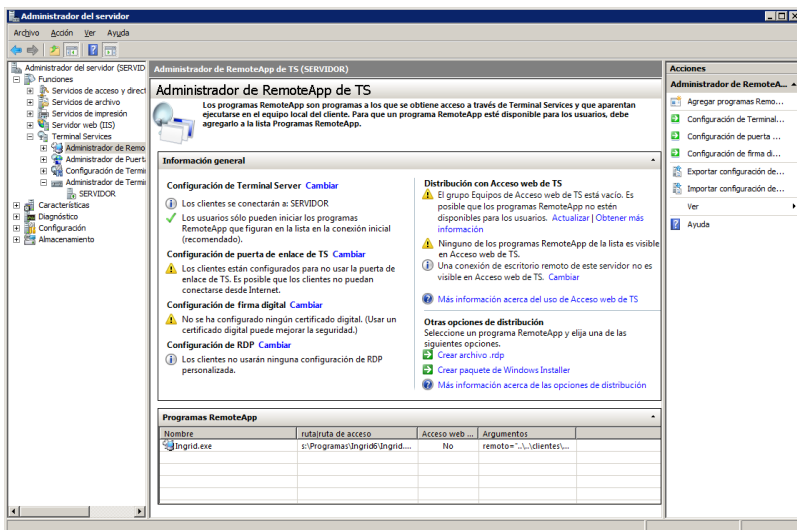 Administrador del servidor
Archivo Acción Ver Ayuda
Administrador del servidor (SERVID
Funciones
Servicios de acceso y direct
Servicios de archivo
Servicios de impresión
Servidor web (IIS)
Terminal Services
Administrador de Remo
Administrador de Puerta
Configuración de Termin
Administrador de Termin
SERVIDOR
Características
Diagnóstico
Configuración
Almacenamiento
Administrador de RemoteApp de TS (SERVIDOR)
Administrador de RemoteApp de TS
Los programas RemoteApp son programas a los que se obtiene acceso a través de Terminal Services y que aparentan
ejecutarse en el equipo local del cliente. Para que un programa RemoteApp esté disponible para los usuarios, debe
agregarlo a la lista Programas RemoteApp.
Información general
Configuración de Terminal Server Cambiar
Los clientes se conectarán a: SERVIDOR
Los usuarios sólo pueden iniciar los programas
RemoteApp que figuran en la lista en la conexión inicial
(recomendado).
Configuración de puerta de enlace de TS Cambiar
Los clientes están configurados para no usar la puerta de
enlace de TS. Es posible que los clientes no puedan
conectarse desde Internet.
Configuración de firma digital Cambiar
No se ha configurado ningún certificado digital. (Usar un
certificado digital puede mejorar la seguridad.)
Configuración de RDP Cambiar
Los clientes no usarán ninguna configuración de RDP
personalizada.
Distribución con Acceso web de TS
El grupo Equipos de Acceso web de TS está vacío. Es
posible que los programas RemoteApp no estén
disponibles para los usuarios. Actualizar | Obtener más
información
Ninguno de los programas RemoteApp de la lista es visible
en Acceso web de TS.
Una conexión de escritorio remoto de este servidor no es
visible en Acceso web de TS. Cambiar
Más información acerca del uso de Acceso web de TS
Otras opciones de distribución
Seleccione un programa RemoteApp y elija una de las
siguientes opciones.
Crear archivo .rdp
Crear paquete de Windows Installer
Más información acerca de las opciones de distribución
Programas RemoteApp
Nombre ruta|ruta de acceso Acceso web ... Argumentos
Ingrid.exe s:\Programas\Ingrid6\Ingrid.... No remoto="..\..\clientes\...
Acciones
Administrador de RemoteA...
Agregar programas Remo...
Configuración de Terminal...
Configuración de puerta ...
Configuración de firma di...
Exportar configuración de...
Importar configuración de...
Ver
Ayuda